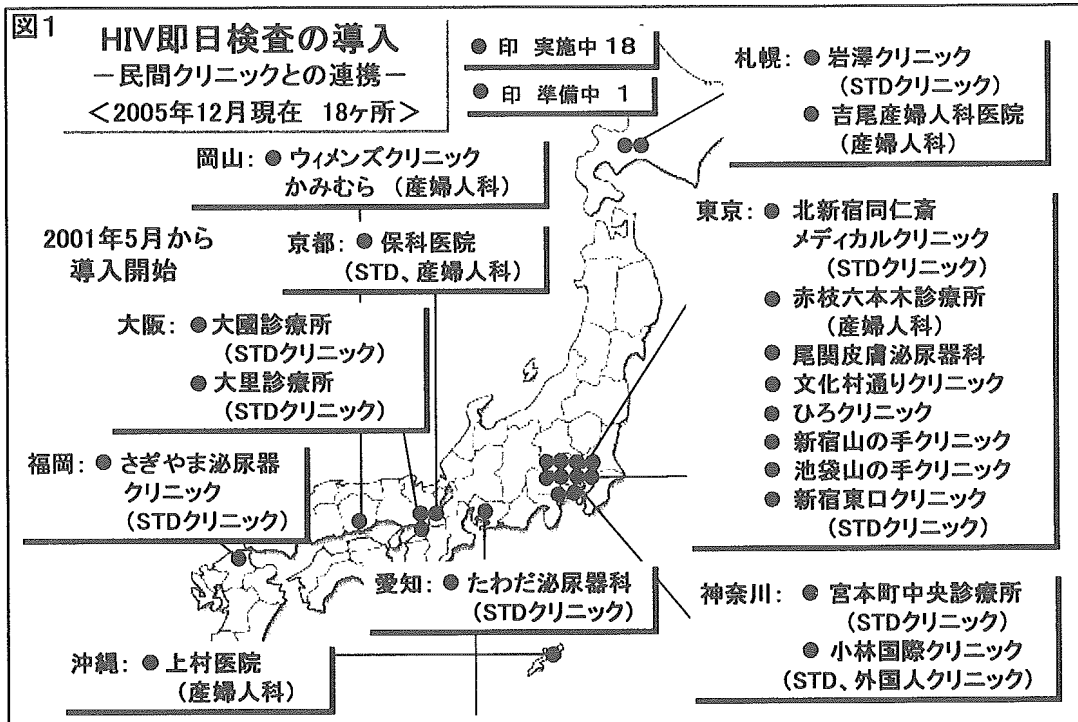 図1
HIV即日検査の導入
－民間クリニックとの連携－
＜2005年12月現在 18ヶ所＞
● 印 実施中 18
● 印 準備中 1
札幌: ● 岩澤クリニック
(STDクリニック)
● 吉尾産婦人科医院
(産婦人科)
岡山: ● ウィメンズクリニック
かみむら (産婦人科)
2001年5月から
導入開始
京都: ● 保科医院
(STD、産婦人科)
大阪: ● 大國診療所
(STDクリニック)
● 大里診療所
(STDクリニック)
福岡: ● さぎやま泌尿器
クリニック
(STDクリニック)
東京: ● 北新宿同仁斎
メディカルクリニック
(STDクリニック)
● 赤枝六本木診療所
(産婦人科)
● 尾関皮膚泌尿器科
● 文化村通りクリニック
● ひろクリニック
● 新宿山の手クリニック
● 池袋山の手クリニック
● 新宿東口クリニック
(STDクリニック)
愛知: ● たわだ泌尿器科
(STDクリニック)
神奈川: ● 宮本町中央診療所
(STDクリニック)
● 小林国際クリニック
(STD、外国人クリニック)
沖縄: ● 上村医院
(産婦人科)